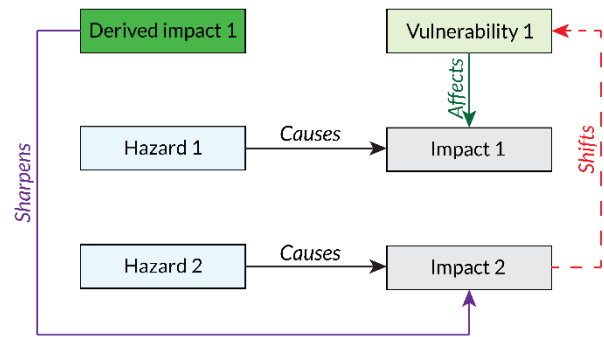 Derived impact 1
Vulnerability 1
Affects
Hazard 1
Causes
Impact 1
Sharpens
Shifts
Hazard 2
Causes
Impact 2